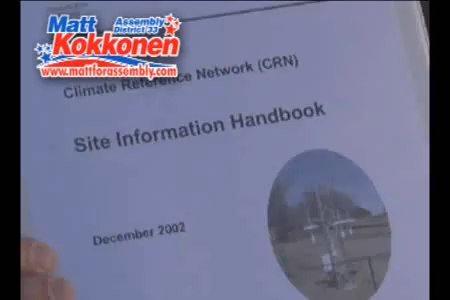 Matt
Assembly
District 33
Kokkonen
www.mattforassembly.com
Climate Reference Network (CRN)
Site Information Handbook
December 2002